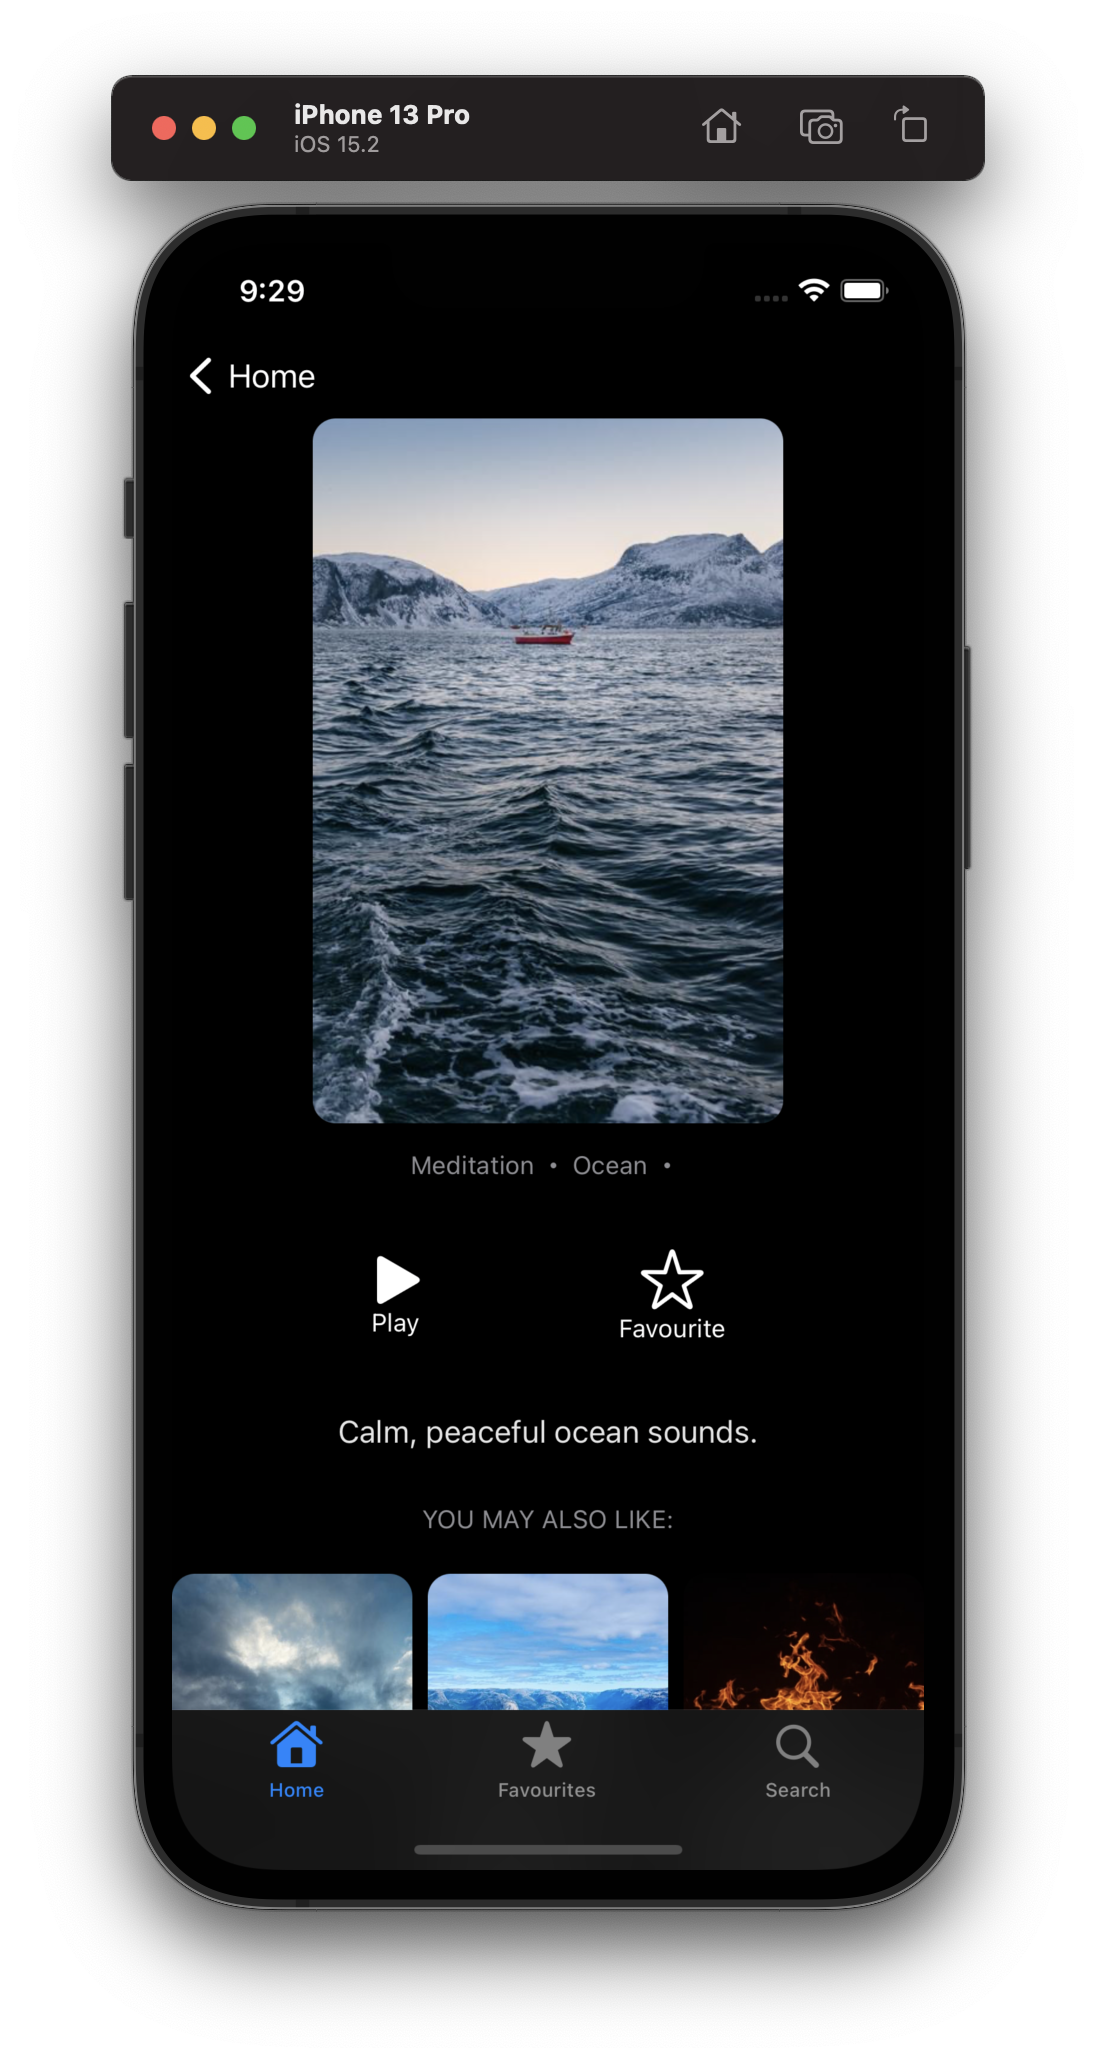 iPhone 13 Pro
iOS 15.2
9:29
Home
Meditation • Ocean •
Play
Favourite
Calm, peaceful ocean sounds.
YOU MAY ALSO LIKE:
Home
Favourites
Search